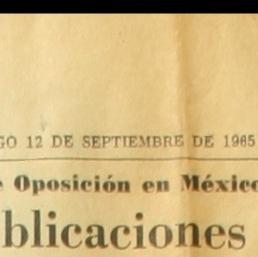 GO 12 DE SEPTIEMBRE DE 1965
e Oposición en México
blicaciones